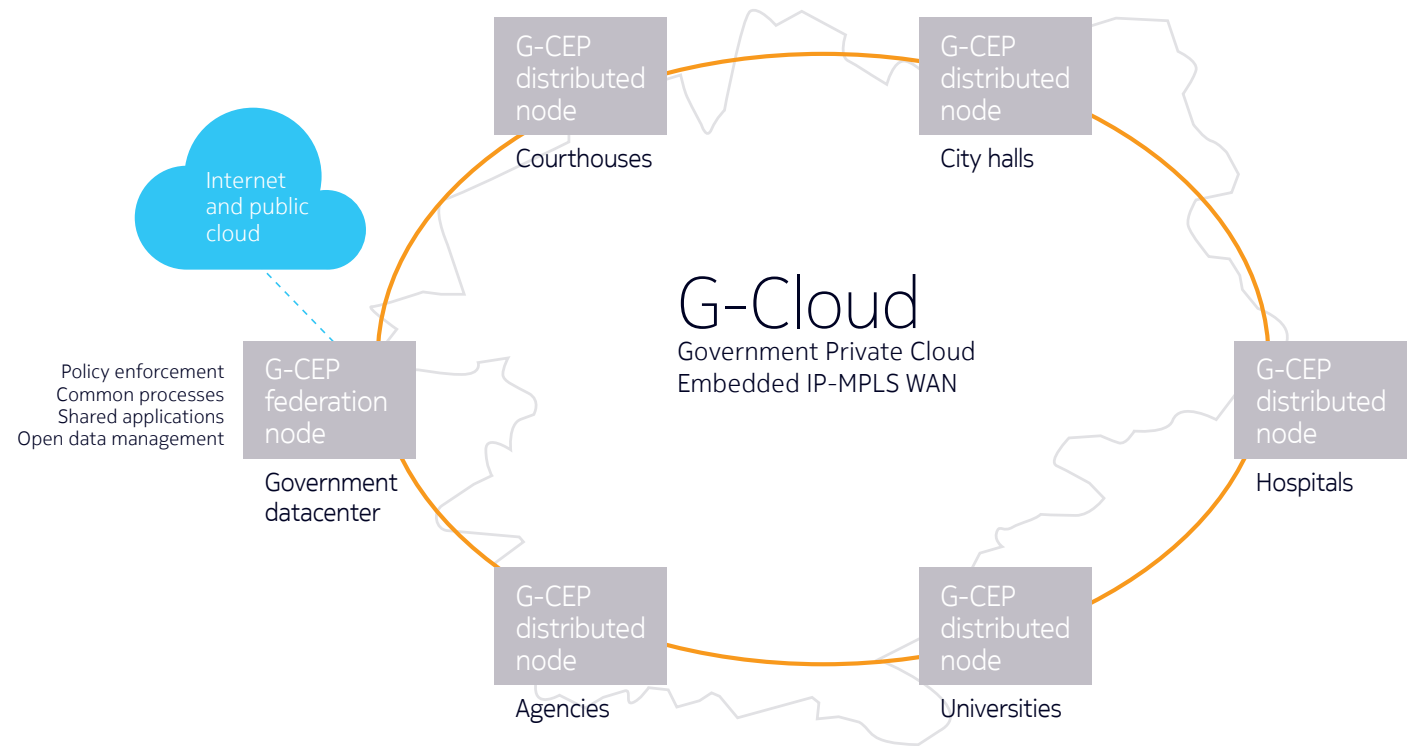 G-CEP
distributed
node
Courthouses
G-CEP
distributed
node
City halls
Internet
and public
cloud
G-Cloud
Government Private Cloud
Embedded IP-MPLS WAN
Policy enforcement
Common processes
Shared applications
Open data management
G-CEP
federation
node
Government
datacenter
G-CEP
distributed
node
Hospitals
G-CEP
distributed
node
Agencies
G-CEP
distributed
node
Universities